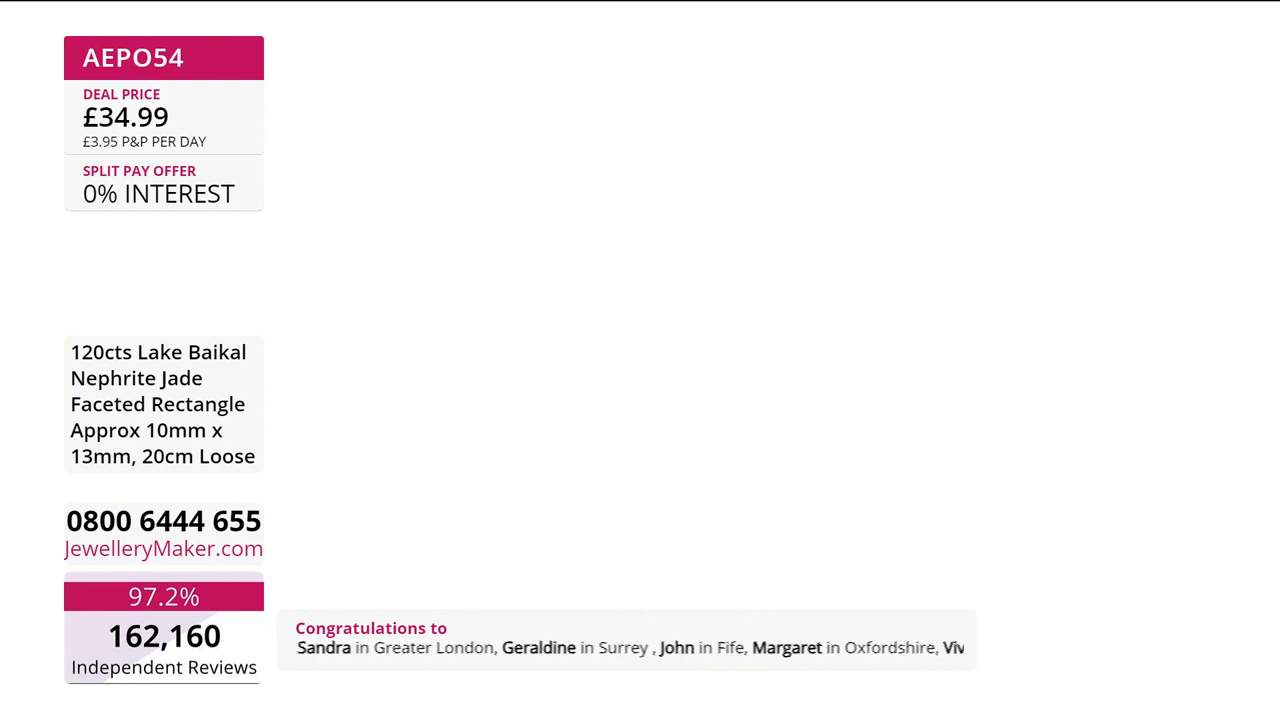 AEPO54
DEAL PRICE
£34.99
£3.95 P&P PER DAY
SPLIT PAY OFFER
0% INTEREST
120cts Lake Baikal
Nephrite Jade
Faceted Rectangle
Approx 10mm x
13mm, 20cm Loose
0800 6444 655
JewelleryMaker.com
97.2%
162,160
Independent Reviews
Congratulations to
Sandra in Greater London, Geraldine in Surrey , John in Fife, Margaret in Oxfordshire,